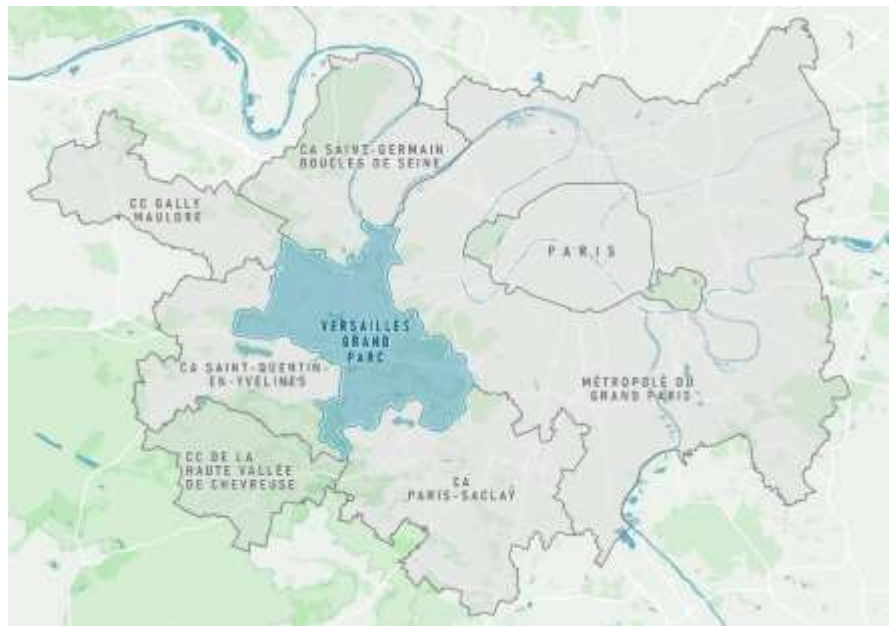 CA SAINT-GERMAIN
BOUCLES DE SEINE
CC GALLY
MAULDRE
PARIS
VERSAILLES
GRAND
PARC
CA SAINT-QUENTIN-
EN-YVELINES
MÉTROPOLE DU
GRAND PARIS
CC DE LA
HAUTE VALLÉE
DE CHEVREUSE
CA
PARIS-SACLAY